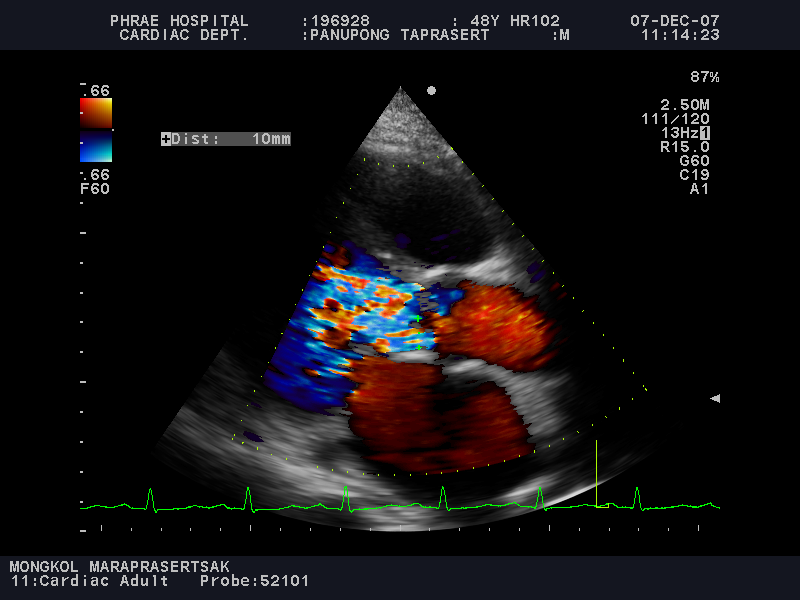 PHRAE HOSPITAL :196928 : 48Y HR102 07-DEC-07
CARDIAC DEPT. :PANUPONG TAPRASERT :M 11:14:23
87%
.66
2.50M
111/120
+Dist: 10mm
13Hz1
R15.0
G60
.66
C19
F60
A1
MONGKOL MARAPRASERTSAK
11:Cardiac Adult Probe:52101